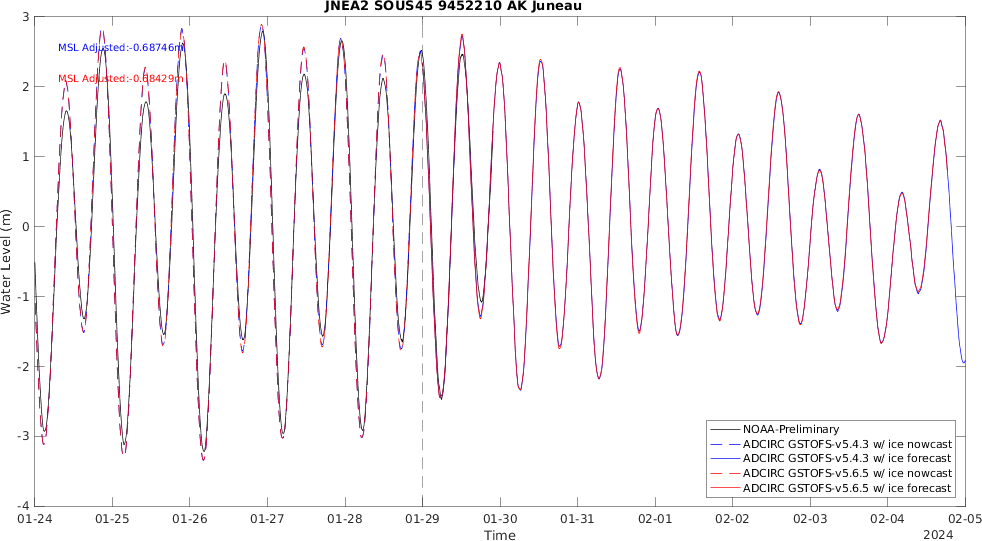 JNEA2 SOUS45 9452210 AK Juneau
MSL Adjusted:-0.68746m
MSL Adjusted:-0.68429m
3
2
1
0
-1
-2
-3
-4
Water Level (m)
NOAA-Preliminary
ADCIRC GSTOFS-v5.4.3 w/ ice nowcast
ADCIRC GSTOFS-v5.4.3 w/ ice forecast
ADCIRC GSTOFS-v5.6.5 w/ ice nowcast
ADCIRC GSTOFS-v5.6.5 w/ ice forecast
01-24 01-25 01-26 01-27 01-28 01-29 01-30 01-31 02-01 02-02 02-03 02-04 02-05
Time
2024